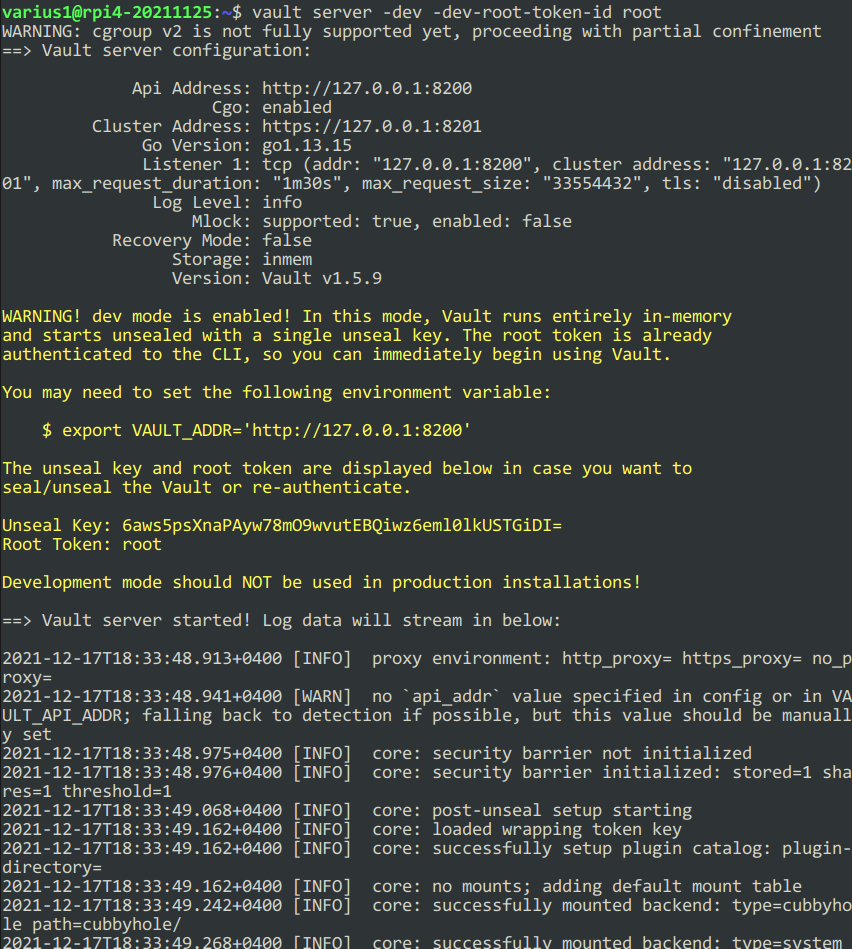 varius1@rpi4-20211125:~$ vault server -dev -dev-root-token-id root
WARNING: cgroup v2 is not fully supported yet, proceeding with partial confinement
==> Vault server configuration:
Api Address: http://127.0.0.1:8200
Cgo: enabled
Cluster Address: https://127.0.0.1:8201
Go Version: go1.13.15
Listener 1: tcp (addr: "127.0.0.1:8200", cluster address: "127.0.0.1:82
01", max_request_duration: "1m30s", max_request_size: "33554432", tls: "disabled")
Log Level: info
Mlock: supported: true, enabled: false
Recovery Mode: false
Storage: inmem
Version: Vault v1.5.9
WARNING! dev mode is enabled! In this mode, Vault runs entirely in-memory
and starts unsealed with a single unseal key. The root token is already
authenticated to the CLI, so you can immediately begin using Vault.
You may need to set the following environment variable:
$ export VAULT_ADDR='http://127.0.0.1:8200'
The unseal key and root token are displayed below in case you want to
seal/unseal the Vault or re-authenticate.
Unseal Key: 6aws5psXnaPAyw78mO9wvutEBQiwz6eml0lkUSTGiDI=
Root Token: root
Development mode should NOT be used in production installations!
==> Vault server started! Log data will stream in below:
2021-12-17T18:33:48.913+0400 [INFO]  proxy environment: http_proxy= https_proxy= no_p
roxy=
2021-12-17T18:33:48.941+0400 [WARN]  no `api_addr` value specified in config or in VA
ULT_API_ADDR; falling back to detection if possible, but this value should be manuall
y set
2021-12-17T18:33:48.975+0400 [INFO]  core: security barrier not initialized
2021-12-17T18:33:48.976+0400 [INFO]  core: security barrier initialized: stored=1 sha
res=1 threshold=1
2021-12-17T18:33:49.068+0400 [INFO]  core: post-unseal setup starting
2021-12-17T18:33:49.162+0400 [INFO]  core: loaded wrapping token key
2021-12-17T18:33:49.162+0400 [INFO]  core: successfully setup plugin catalog: plugin-
directory=
2021-12-17T18:33:49.162+0400 [INFO]  core: no mounts; adding default mount table
2021-12-17T18:33:49.242+0400 [INFO]  core: successfully mounted backend: type=cubbyho
le path=cubbyhole/
2021-12-17T18:33:49.268+0400 [INFO]  core: successfully mounted backend: type=system